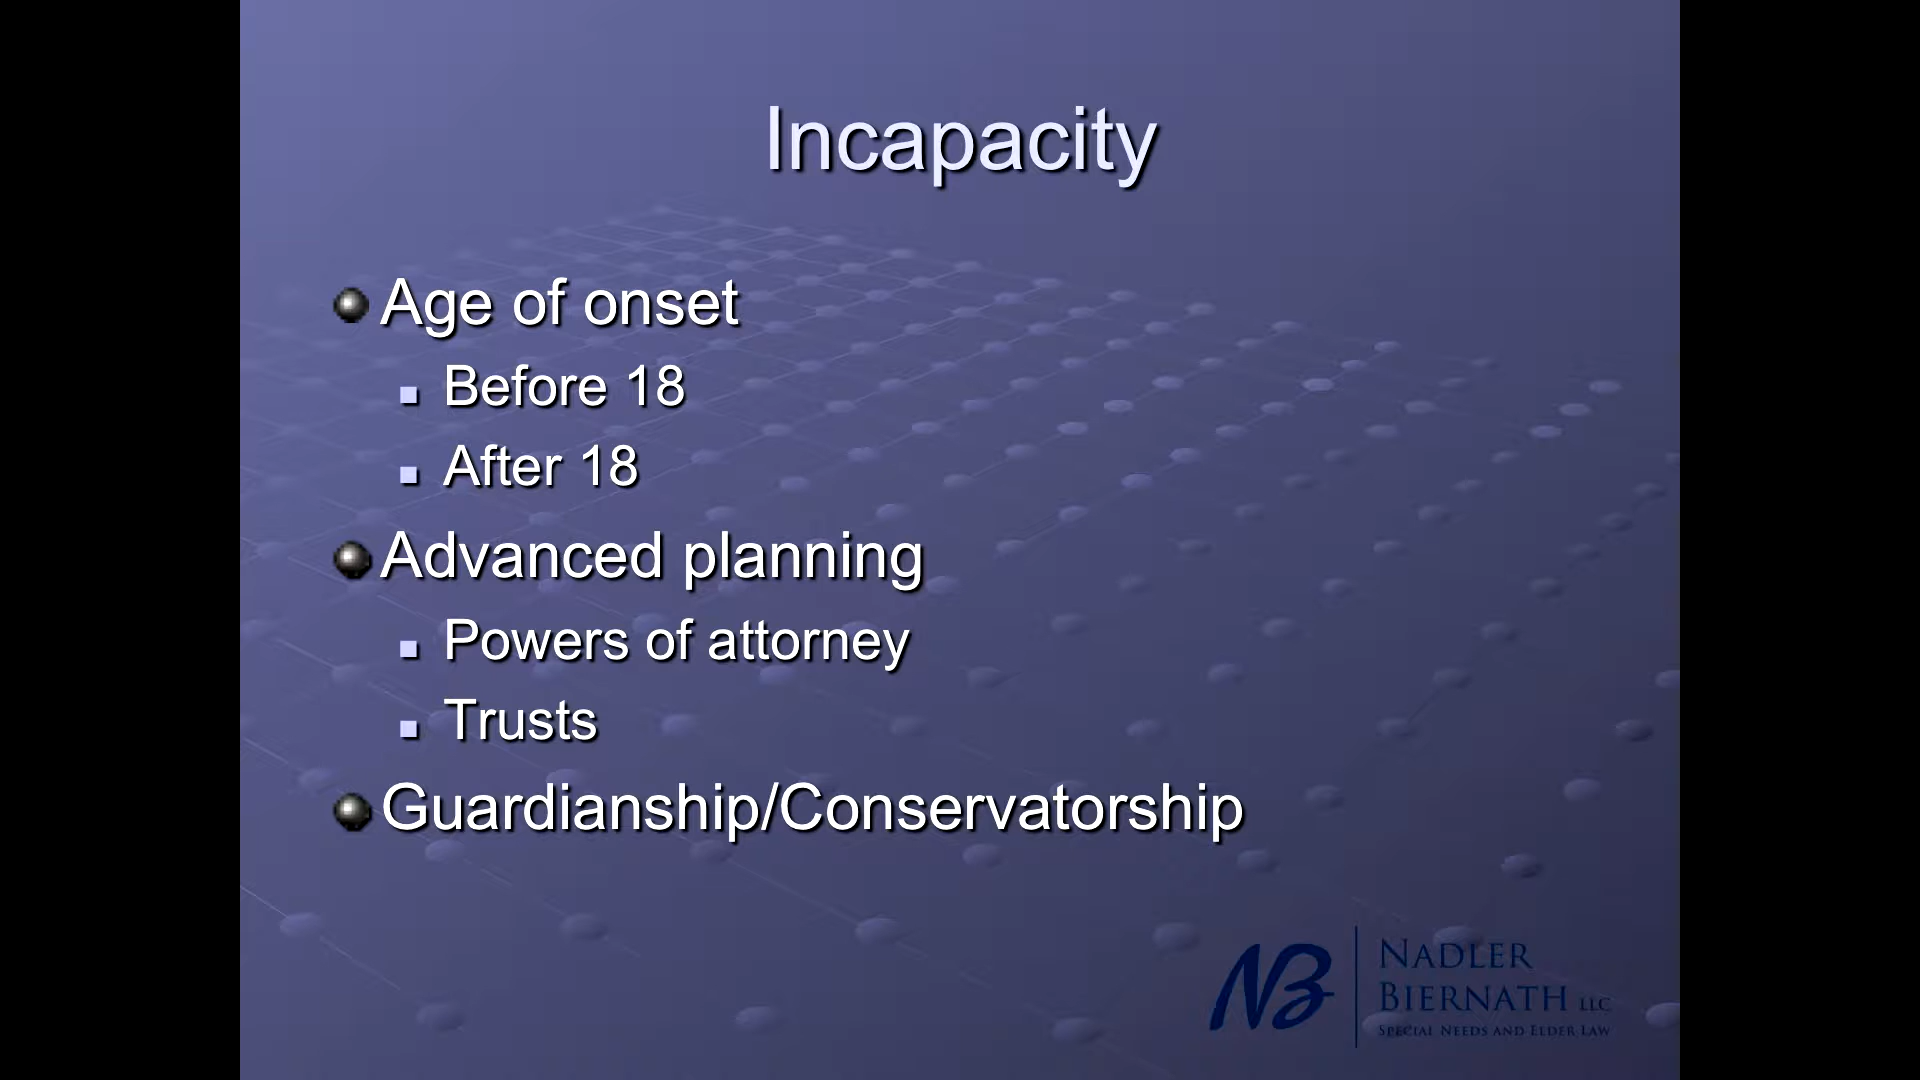 Incapacity
Age of onset
Before 18
After 18
Advanced planning
Powers of attorney
Trusts
Guardianship/Conservatorship
NB
NADLER
BIERNATH LLC
SPECIAL NEEDS AND ELDER LAW